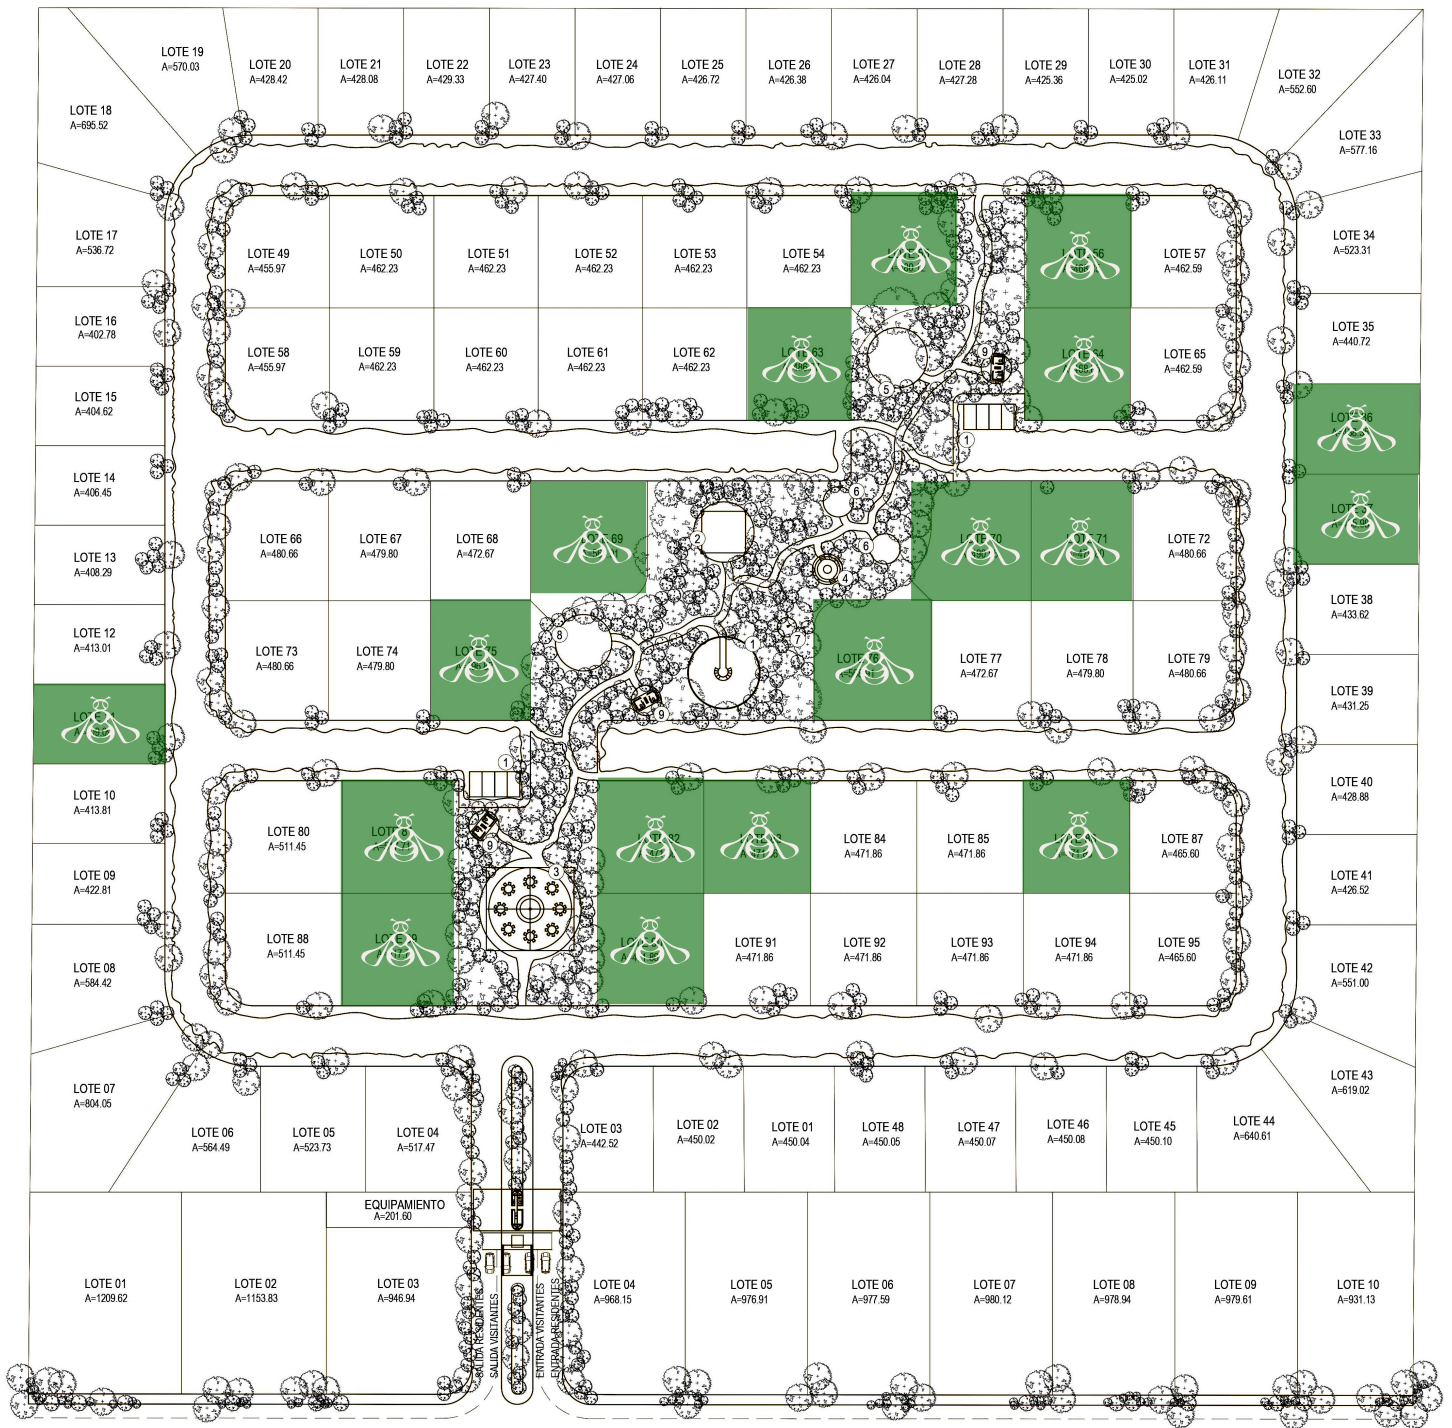 LOTE 19
A=570.03
LOTE 20
A=428.42
LOTE 21
A=428.08
LOTE 22
A=429.33
LOTE 23
A=427.40
LOTE 24
A=427.06
LOTE 25
A=426.72
LOTE 26
A=426.38
LOTE 27
A=426.04
LOTE 28
A=427.28
LOTE 29
A=425.36
LOTE 30
A=425.02
LOTE 31
A=426.11
LOTE 32
A=552.60
LOTE 18
A=695.52
LOTE 33
A=577.16
LOTE 17
A=536.72
LOTE 34
A=523.31
LOTE 49
A=455.97
LOTE 50
A=462.23
LOTE 51
A=462.23
LOTE 52
A=462.23
LOTE 53
A=462.23
LOTE 54
A=462.23
LOTE 57
A=462.59
LOTE 16
A=402.78
LOTE 35
A=440.72
LOTE 58
A=455.97
LOTE 59
A=462.23
LOTE 60
A=462.23
LOTE 61
A=462.23
LOTE 62
A=462.23
LOTE 63
9
LOTE 65
A=462.59
5
LOTE 15
A=404.62
1
LOTE 14
A=406.45
6
LOTE 66
A=480.66
LOTE 67
A=479.80
LOTE 68
A=472.67
2
6
LOTE 72
A=480.66
4
LOTE 13
A=408.29
LOTE 38
A=433.62
LOTE 12
A=413.01
8
7
1
LOTE 73
A=480.66
LOTE 74
A=479.80
LOTE 77
A=472.67
LOTE 78
A=479.80
LOTE 79
A=480.66
9
LOTE 39
A=431.25
1
LOTE 10
A=413.81
LOTE 40
A=428.88
LOTE 80
A=511.45
9
LOTE 84
A=471.86
LOTE 85
A=471.86
LOTE 87
A=465.60
3
LOTE 09
A=422.81
LOTE 41
A=426.52
LOTE 88
A=511.45
LOTE 91
A=471.86
LOTE 92
A=471.86
LOTE 93
A=471.86
LOTE 94
A=471.86
LOTE 95
A=465.60
LOTE 08
A=584.42
LOTE 42
A=551.00
LOTE 07
A=804.05
LOTE 43
A=619.02
LOTE 06
A=564.49
LOTE 05
A=523.73
LOTE 04
A=517.47
LOTE 03
A=442.52
LOTE 02
A=450.02
LOTE 01
A=450.04
LOTE 48
A=450.05
LOTE 47
A=450.07
LOTE 46
A=450.08
LOTE 45
A=450.10
LOTE 44
A=640.61
EQUIPAMIENTO
A=201.60
LOTE 01
A=1209.62
LOTE 02
A=1153.83
LOTE 03
A=946.94
SALIDA RESIDENTES
SALIDA VISITANTES
ENTRADA VISITANTES
ENTRADA RESIDENTES
LOTE 04
A=968.15
LOTE 05
A=976.91
LOTE 06
A=977.59
LOTE 07
A=980.12
LOTE 08
A=978.94
LOTE 09
A=979.61
LOTE 10
A=931.13